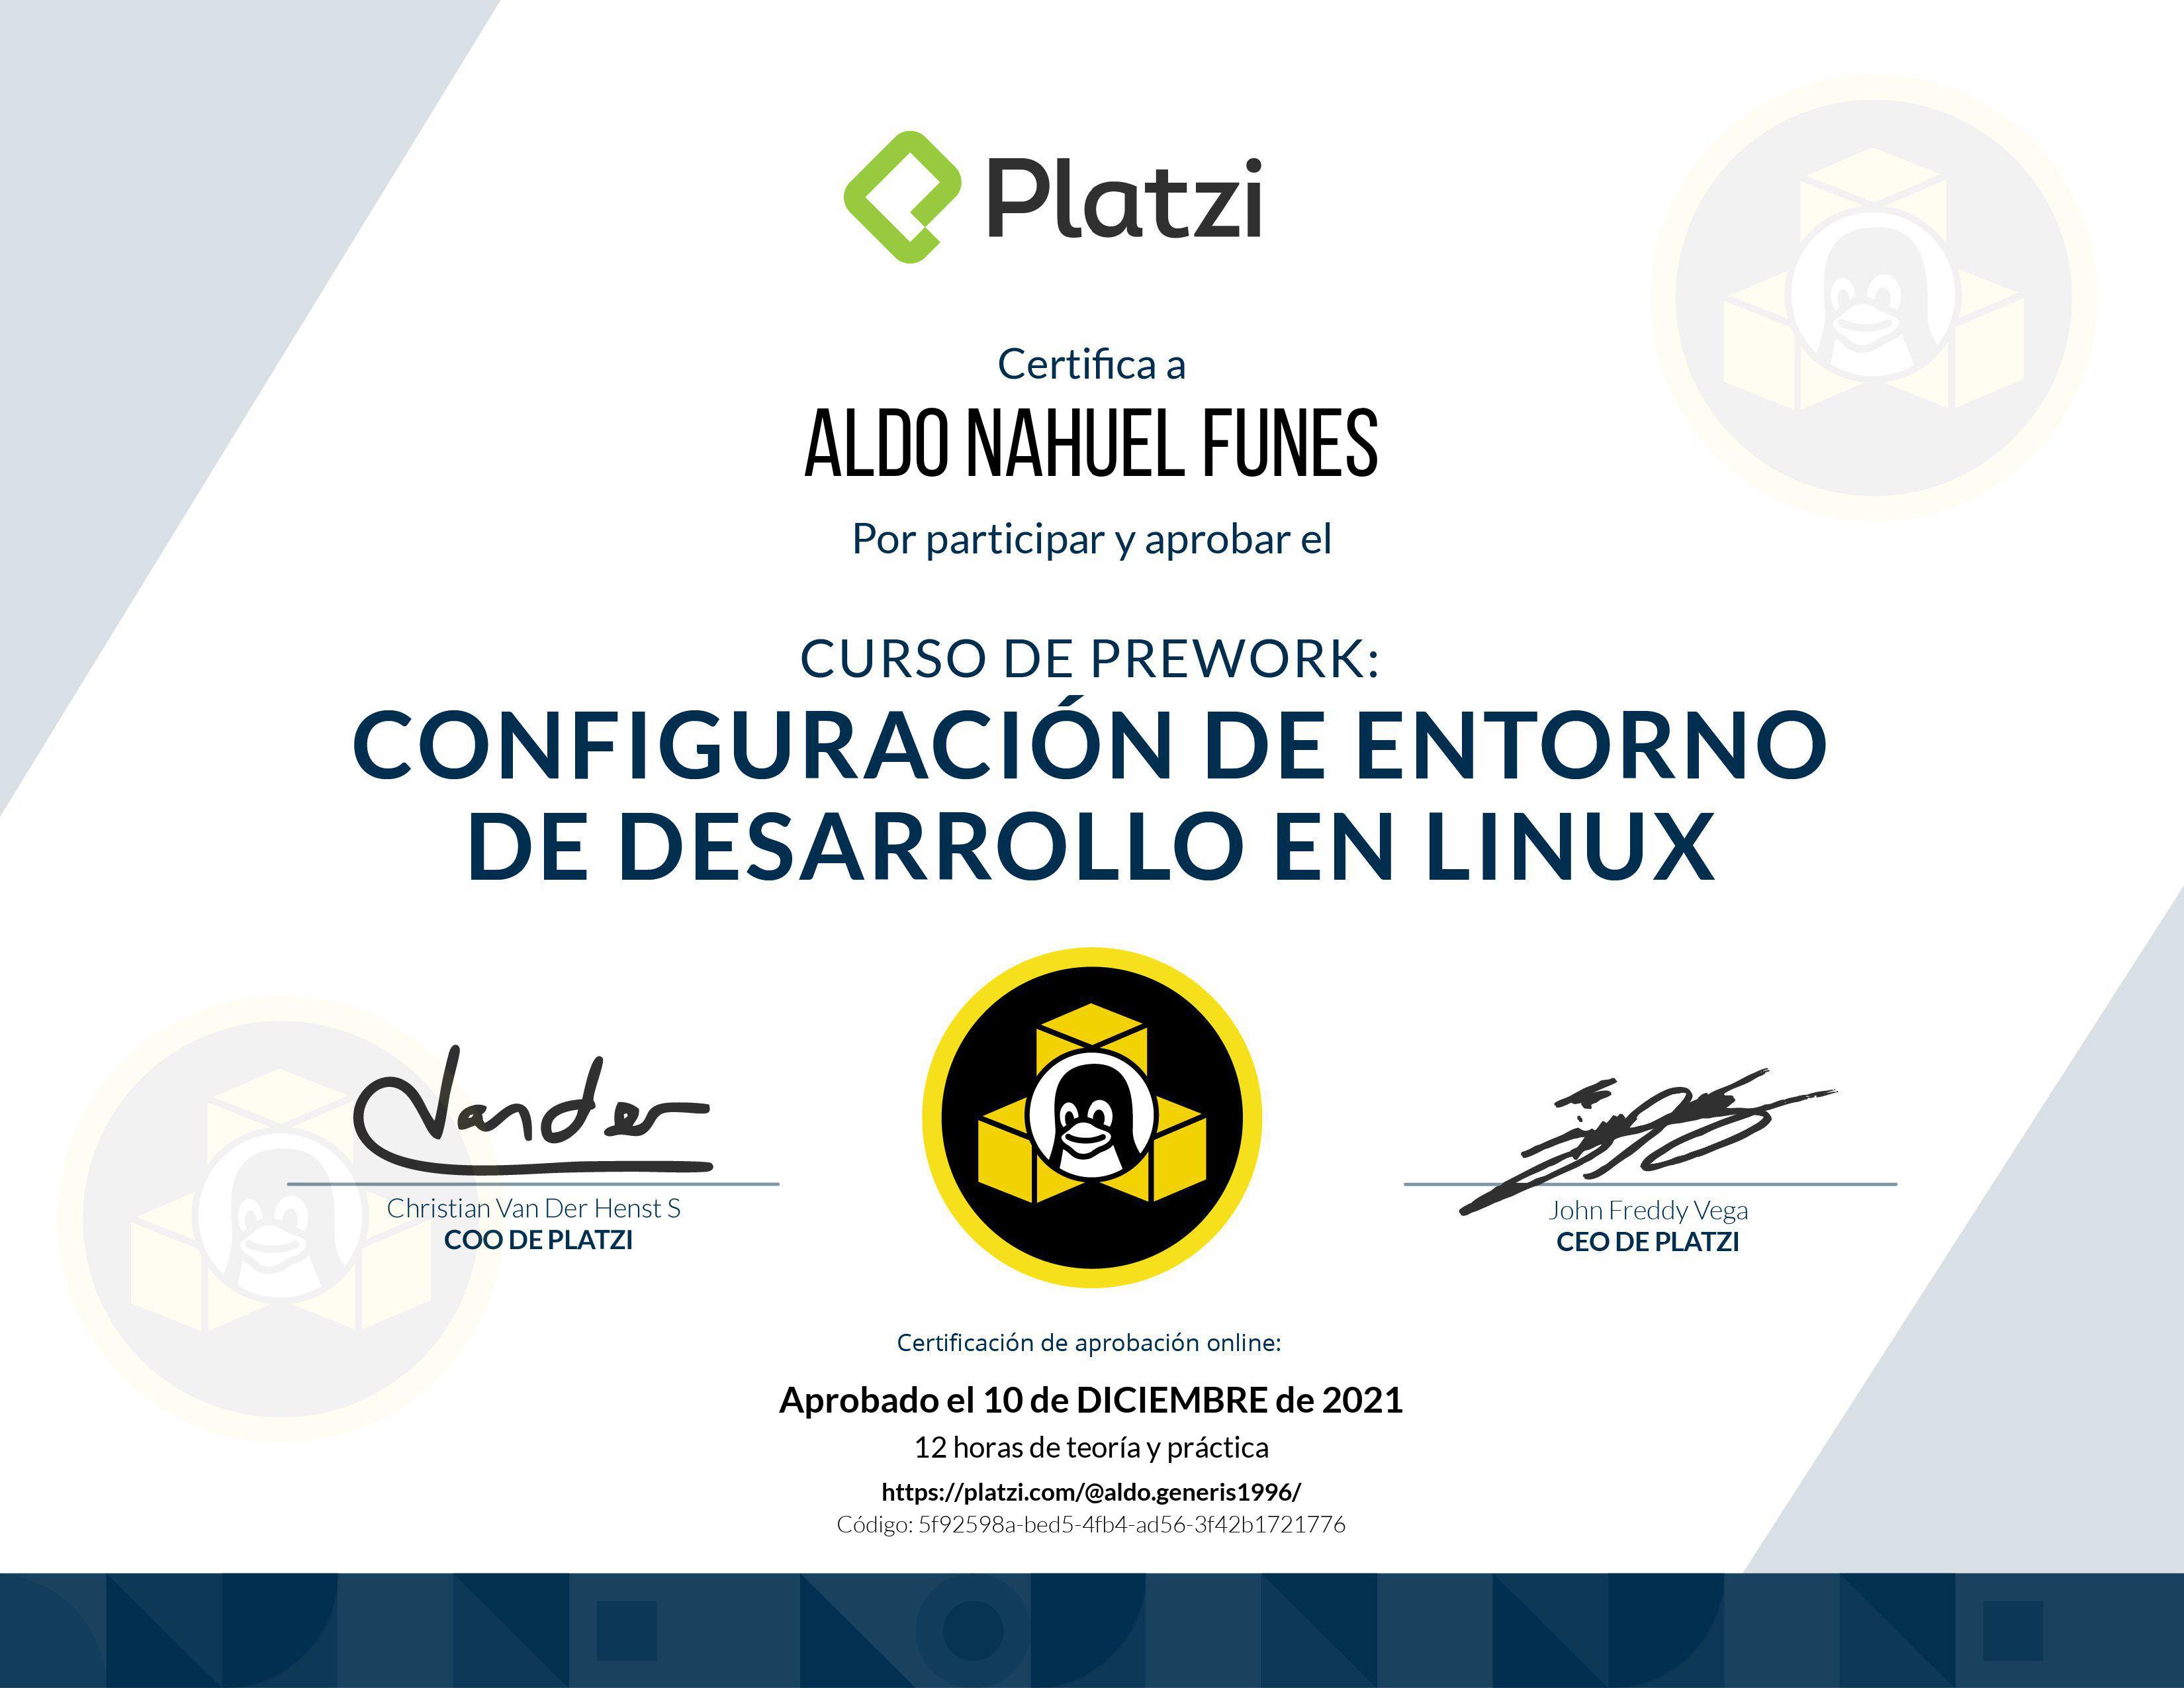 Platzi
Certifica a
ALDO NAHUEL FUNES
Por participar y aprobar el
CURSO DE PREWORK:
CONFIGURACIÓN DE ENTORNO
DE DESARROLLO EN LINUX
Vander
Christian Van Der Henst S
COO DE PLATZI
John Freddy Vega
CEO DE PLATZI
Certificación de aprobación online:
Aprobado el 10 de DICIEMBRE de 2021
12 horas de teoría y práctica
https://platzi.com/@aldo.generis1996/
Código: 5f92598a-bed5-4fb4-ad56-3f42b1721776